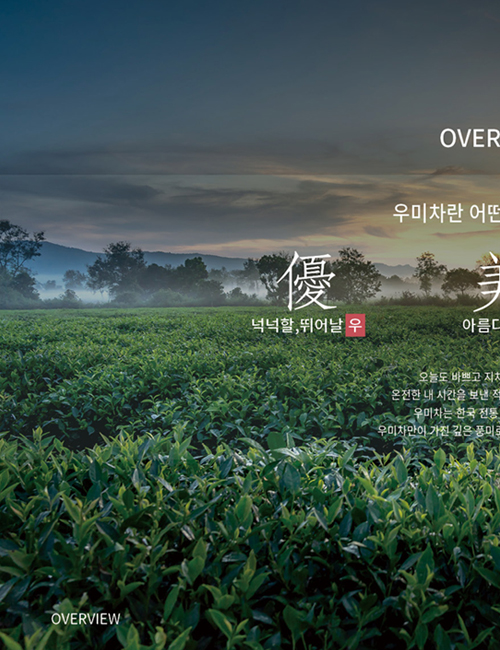 OVER
우미차란 어떤
優 美
넉넉할,뛰어날 우 아름다
오늘도 바쁘고 지치
온전한 내 시간을 보낸 적
우미차는 한국 전통
우미차만이 가진 깊은 풍미로
OVERVIEW